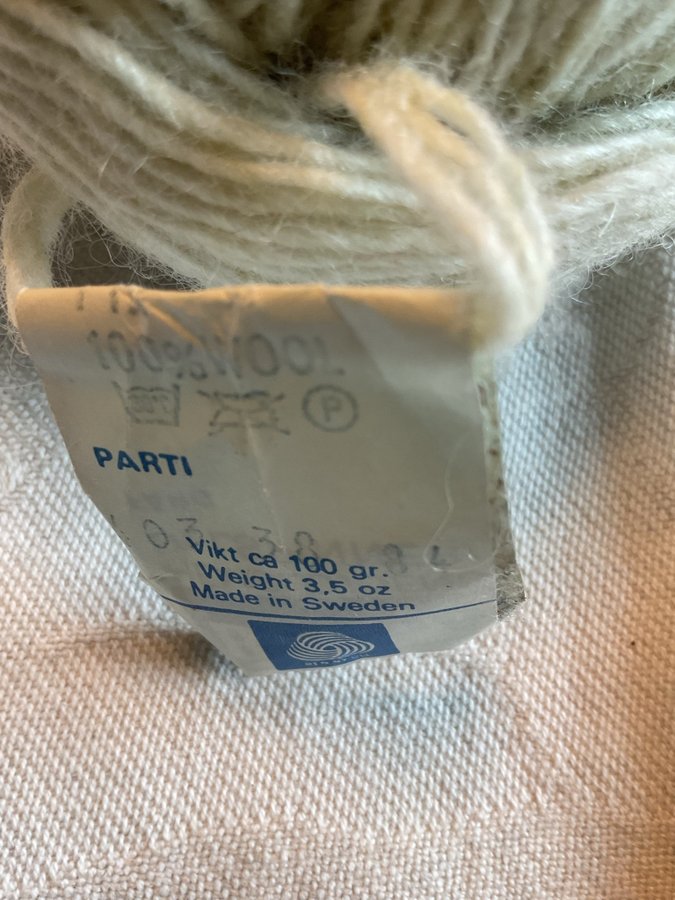 100% WOOL
P
PARTI
Vikt ca 100 gr.
Weight 3,5 oz
Made in Sweden